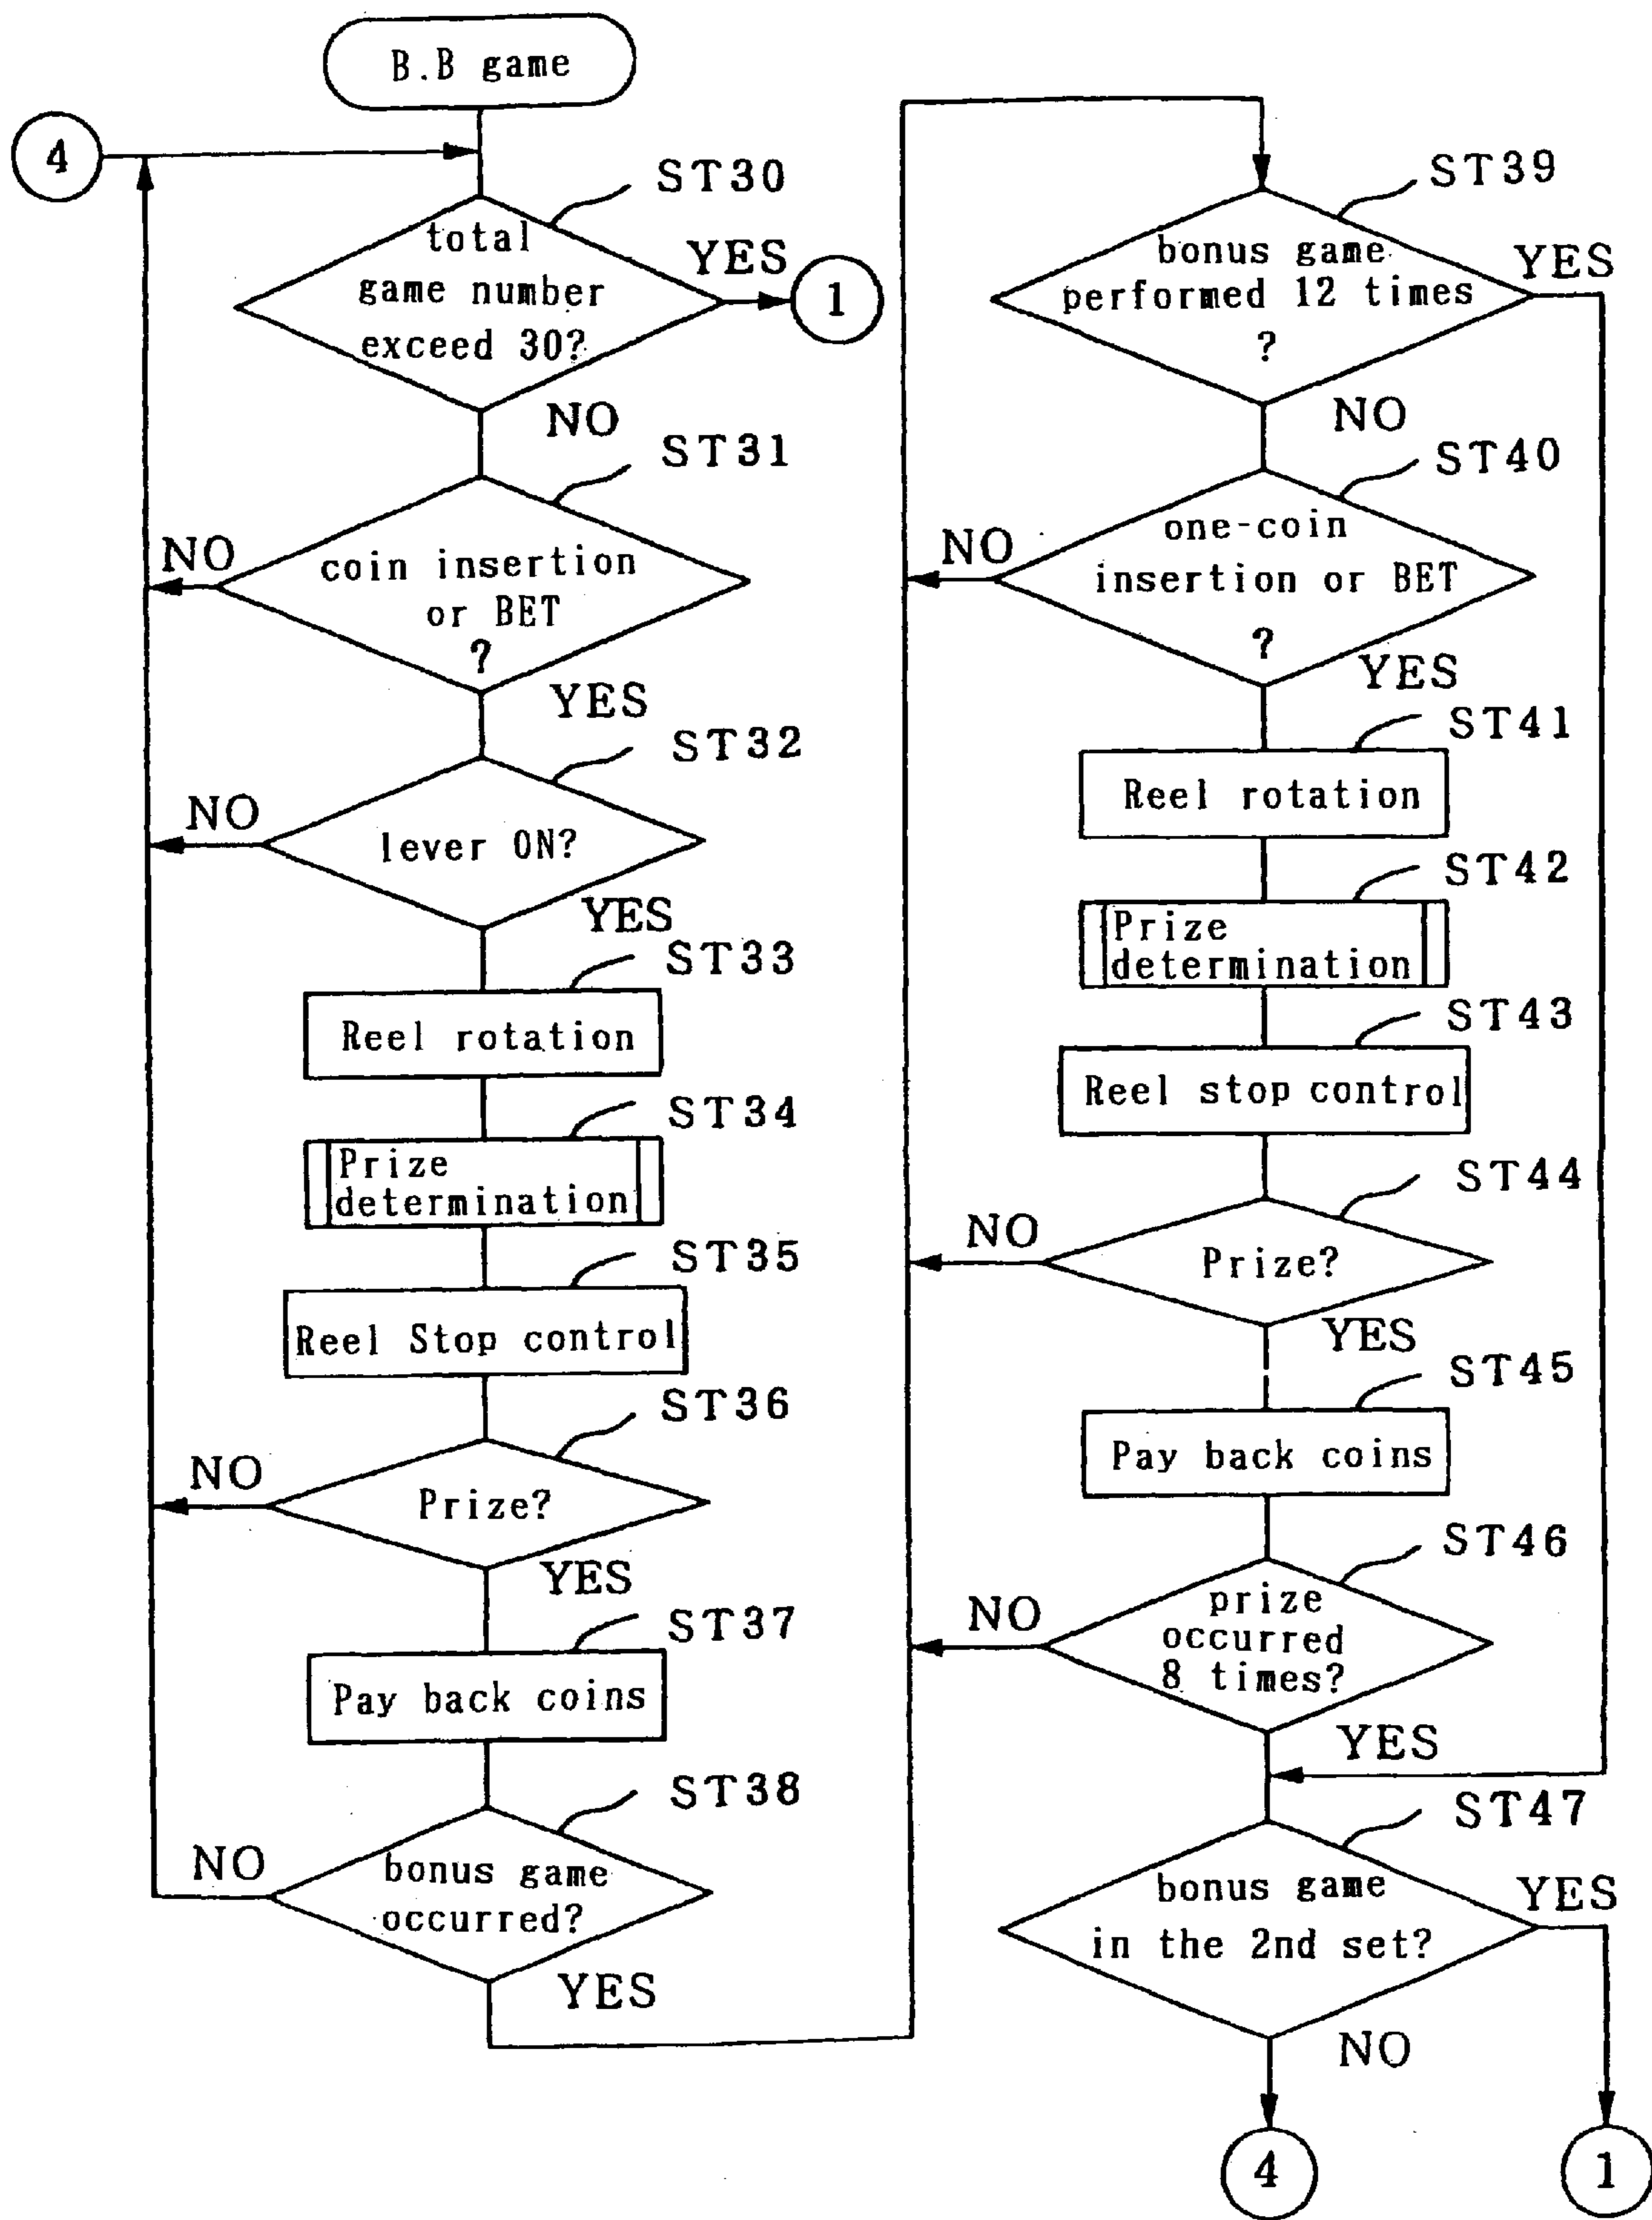 B.B game
4
ST30
total
game number
exceed 30?
YES
1
NO
ST31
coin insertion
or BET
?
NO
YES
ST32
lever ON?
NO
YES
ST33
Reel rotation
ST34
Prize
determination
ST35
Reel Stop control
ST36
Prize?
NO
YES
ST37
Pay back coins
ST38
bonus game
occurred?
NO
YES
ST39
bonus game
performed 12 times
?
YES
NO
ST40
one-coin
insertion or BET
?
NO
YES
ST41
Reel rotation
ST42
Prize
determination
ST43
Reel stop control
ST44
Prize?
NO
YES
ST45
Pay back coins
ST46
prize
occurred
8 times?
NO
YES
ST47
bonus game
in the 2nd set?
YES
NO
4
1